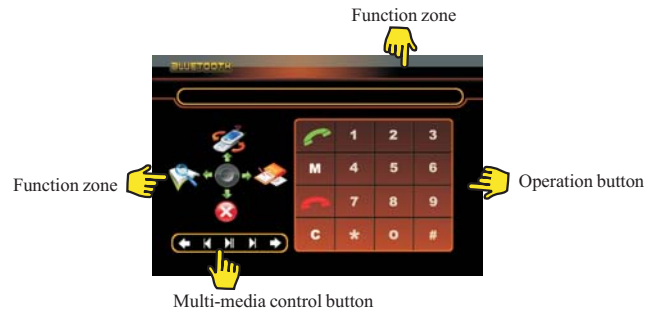 Function zone
BLUETOOTH
1 2 3
M 4 5 6
7 8 9
C * 0 #
Function zone
Operation button
Multi-media control button